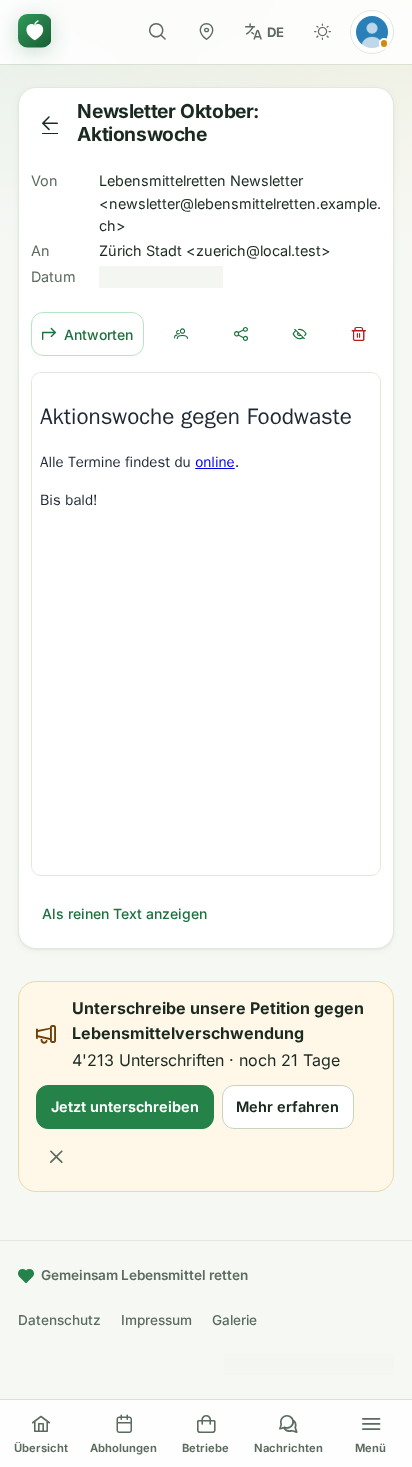 DE
Newsletter Oktober:
Aktionswoche
Von Lebensmittelretten Newsletter
<newsletter@lebensmittelretten.example.
ch>
An Zürich Stadt <zuerich@local.test>
Datum
Antworten
Aktionswoche gegen Foodwaste
Alle Termine findest du online.
Bis bald!
Als reinen Text anzeigen
Unterschreibe unsere Petition gegen
Lebensmittelverschwendung
4'213 Unterschriften · noch 21 Tage
Jetzt unterschreiben Mehr erfahren
Gemeinsam Lebensmittel retten
Datenschutz Impressum Galerie
Übersicht Abholungen Betriebe Nachrichten Menü